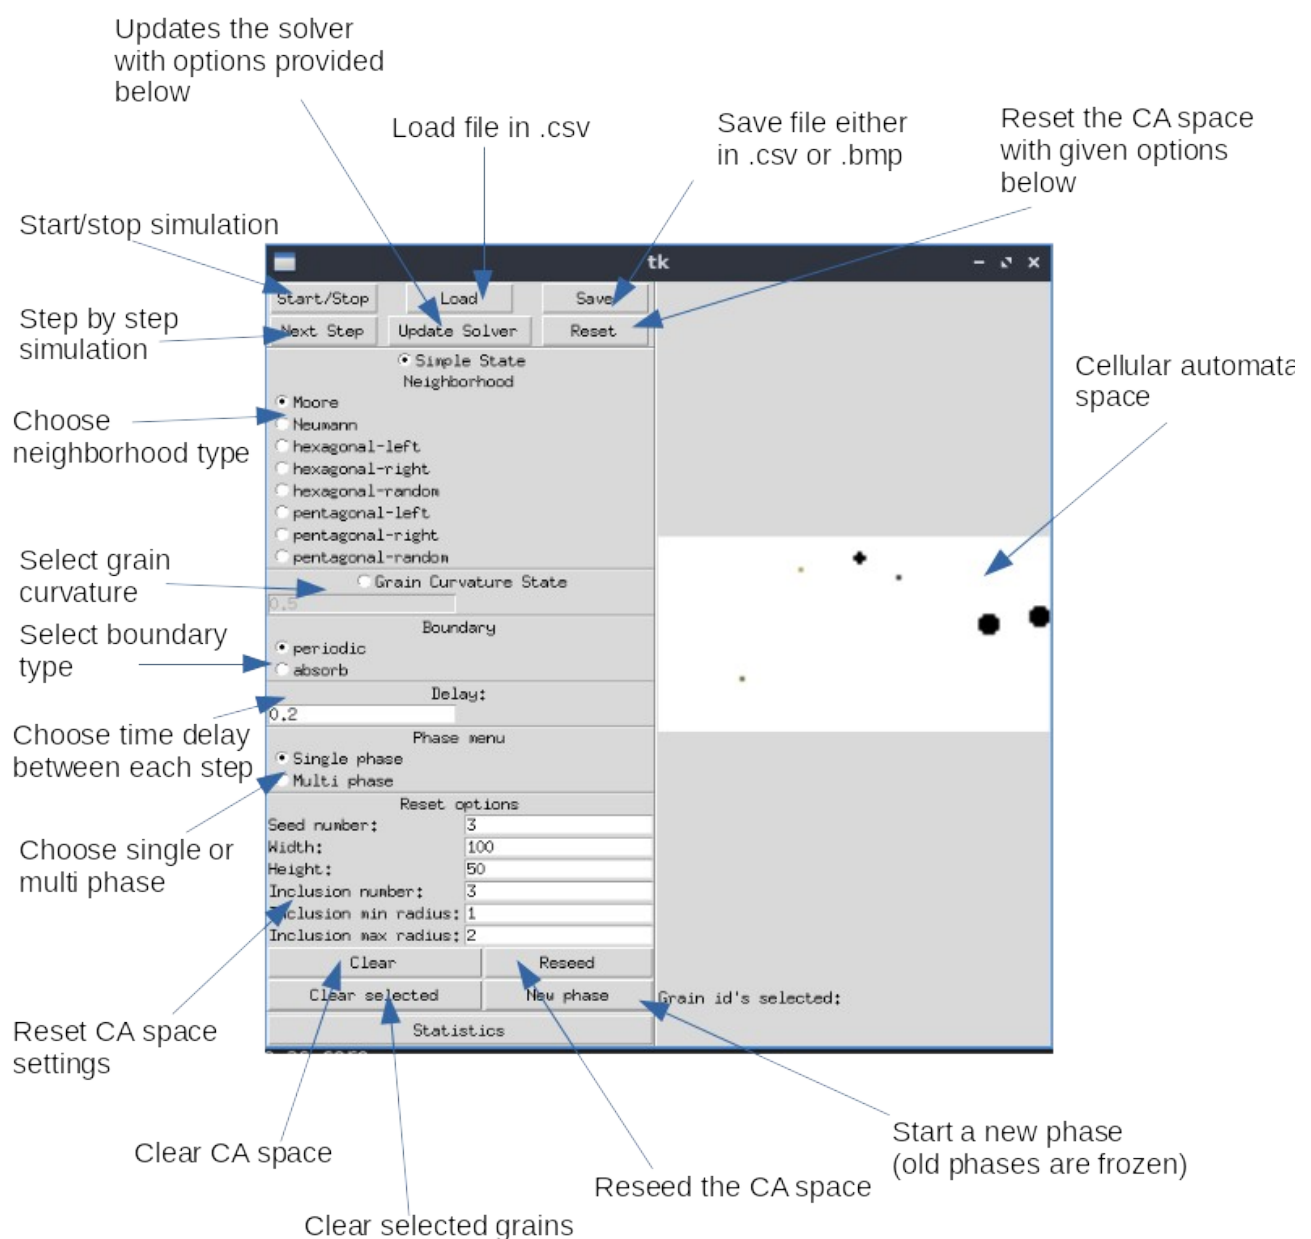 Updates the solver
with options provided
below
Load file in .csv
Save file either
in .csv or .bmp
Reset the CA space
with given options
below
Start/stop simulation
Step by step
simulation
Choose
neighborhood type
Select grain
curvature
Select boundary
type
Choose time delay
between each step
Choose single or
multi phase
Reset CA space
settings
tk
Start/Stop
Load
Save
Next Step
Update Solver
Reset
Simple State
Neighborhood
Moore
Neumann
hexagonal-left
hexagonal-right
hexagonal-random
pentagonal-left
pentagonal-right
pentagonal-random
Grain Curvature State
0.5
Boundary
periodic
absorb
Delay:
0.2
Phase menu
Single phase
Multi phase
Reset options
Seed number: 3
Width: 100
Height: 50
Inclusion number: 3
Inclusion min radius: 1
Inclusion max radius: 2
Clear
Reseed
Clear selected
New phase
Statistics
Grain id's selected:
Cellular automata
space
Clear CA space
Clear selected grains
Reseed the CA space
Start a new phase
(old phases are frozen)